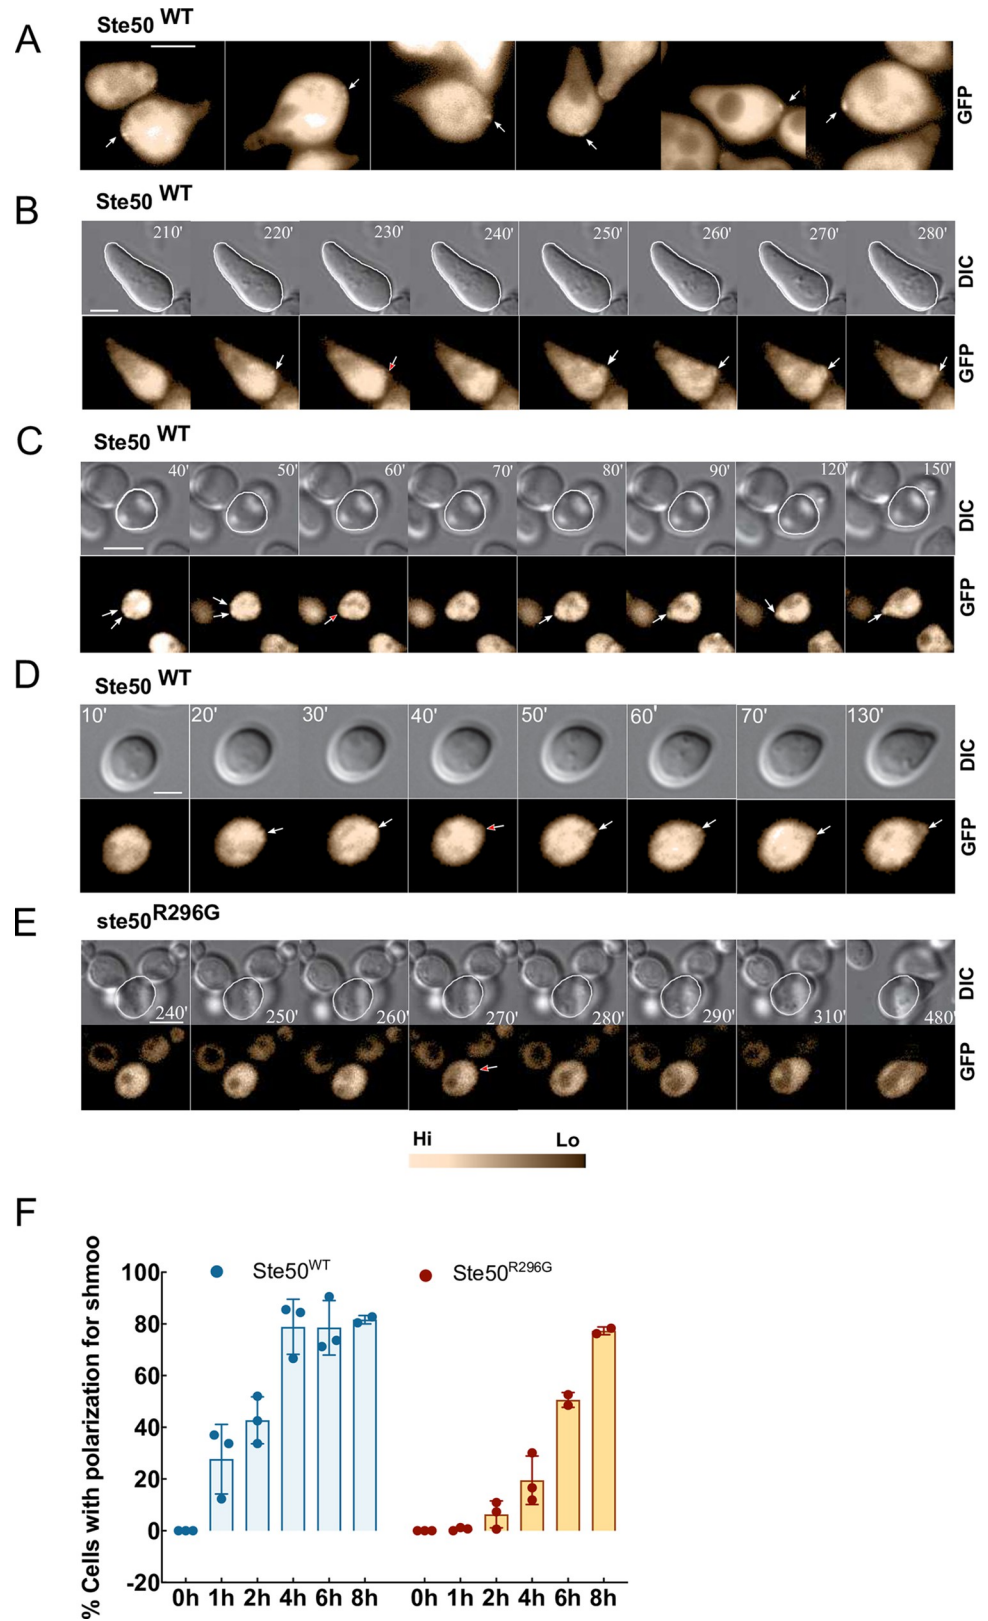 A
Ste50 WT
GFP
B
Ste50 WT
210' 220' 230' 240' 250' 260' 270' 280'
DIC
GFP
C
Ste50 WT
40' 50' 60' 70' 80' 90' 120' 150'
DIC
GFP
D
Ste50 WT
10' 20' 30' 40' 50' 60' 70' 130'
DIC
GFP
E
ste50R296G
240' 250' 260' 270' 280' 290' 310' 480'
DIC
GFP
Hi Lo
F
% Cells with polarization for shmoo
Ste50WT Ste50R296G
100
80
60
40
20
0
-20
0h 1h 2h 4h 6h 8h 0h 1h 2h 4h 6h 8h